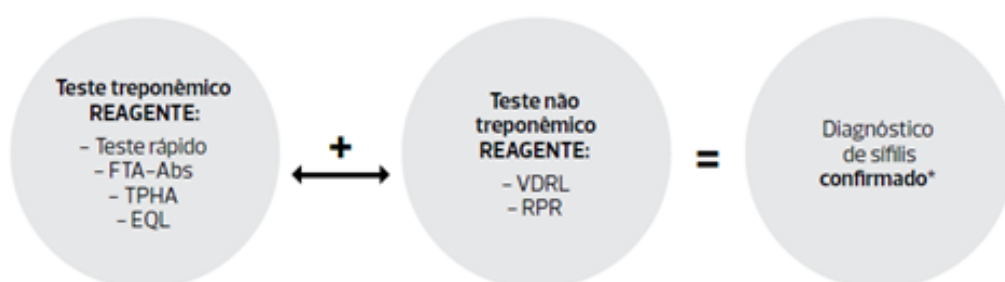 Teste treponêmico
REAGENTE:
– Teste rápido
– FTA-Abs
– TPHA
– EQL
+
Teste não
treponêmico
REAGENTE:
– VDRL
– RPR
=
Diagnóstico
de sífilis
confirmado*